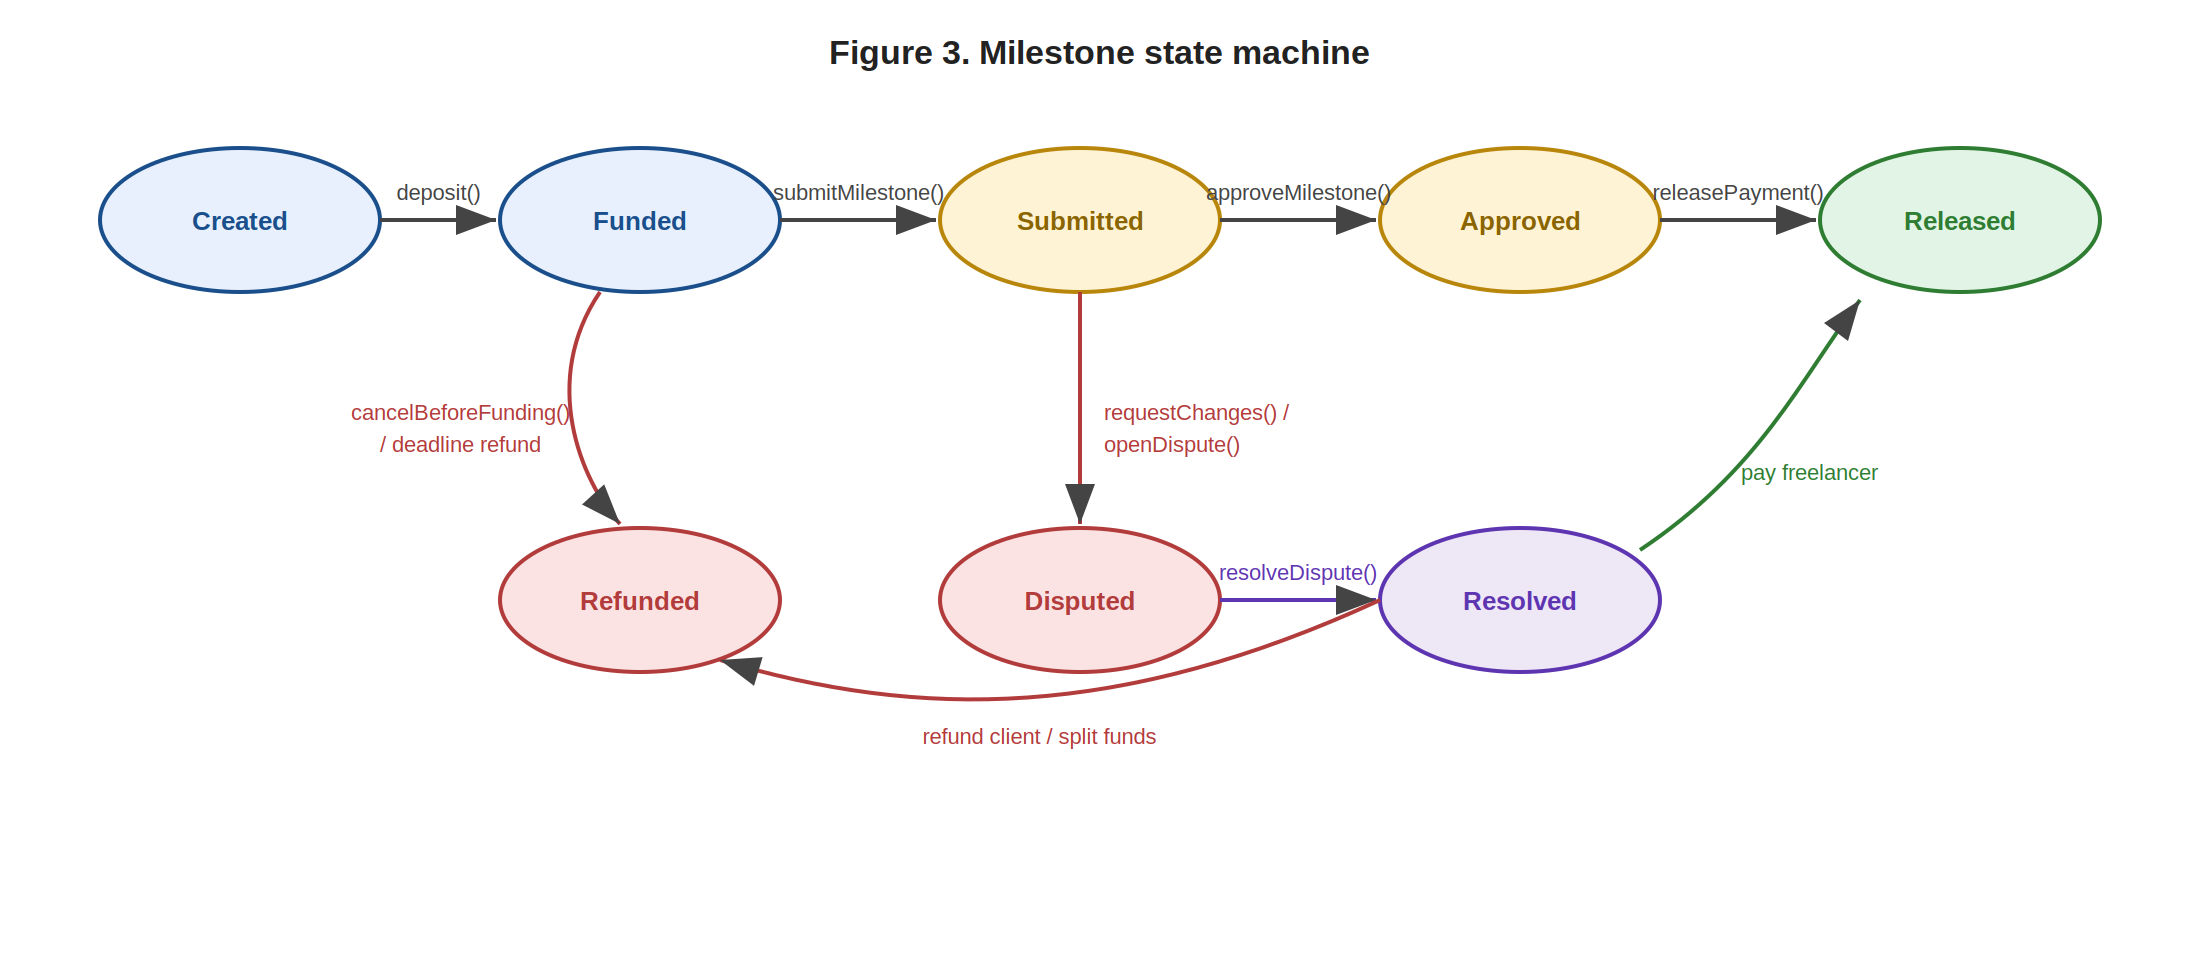 Figure 3. Milestone state machine
deposit()
submitMilestone()
approveMilestone()
releasePayment()
Created
Funded
Submitted
Approved
Released
cancelBeforeFunding()
/ deadline refund
requestChanges() /
openDispute()
pay freelancer
resolveDispute()
Refunded
Disputed
Resolved
refund client / split funds